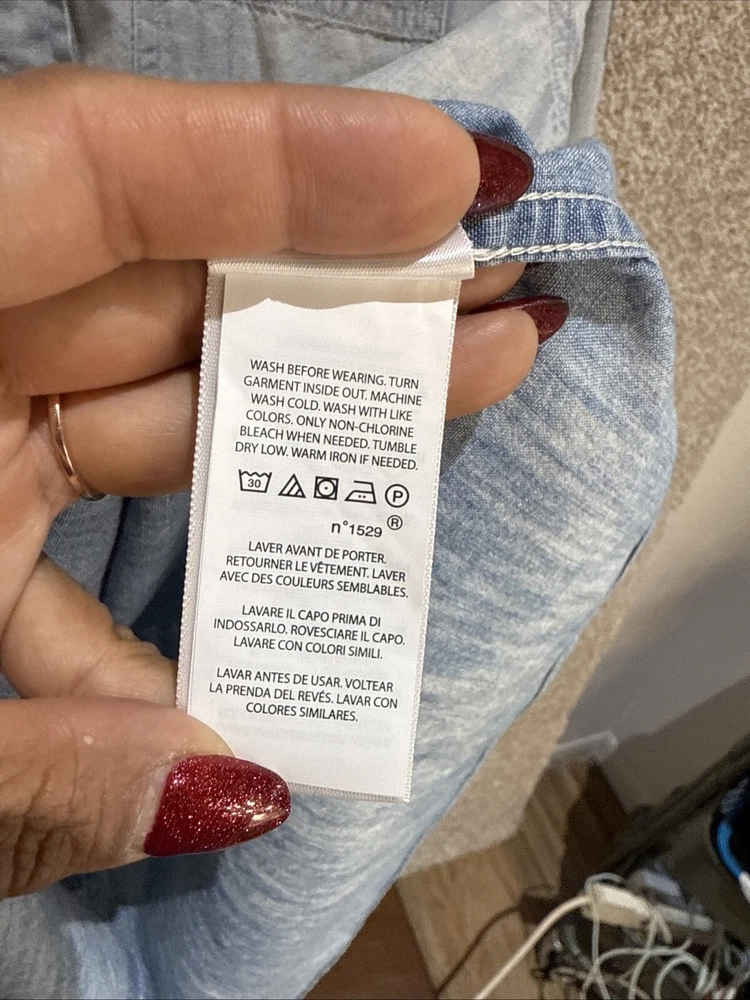 WASH BEFORE WEARING. TURN
GARMENT INSIDE OUT. MACHINE
WASH COLD. WASH WITH LIKE
COLORS. ONLY NON-CHLORINE
BLEACH WHEN NEEDED. TUMBLE
DRY LOW. WARM IRON IF NEEDED.
30 P
n°1529 ®
LAVER AVANT DE PORTER.
RETOURNER LE VÊTEMENT. LAVER
AVEC DES COULEURS SEMBLABLES.
LAVARE IL CAPO PRIMA DI
INDOSSARLO. ROVESCIARE IL CAPO.
LAVARE CON COLORI SIMILI.
LAVAR ANTES DE USAR. VOLTEAR
LA PRENDA DEL REVÉS. LAVAR CON
COLORES SIMILARES.